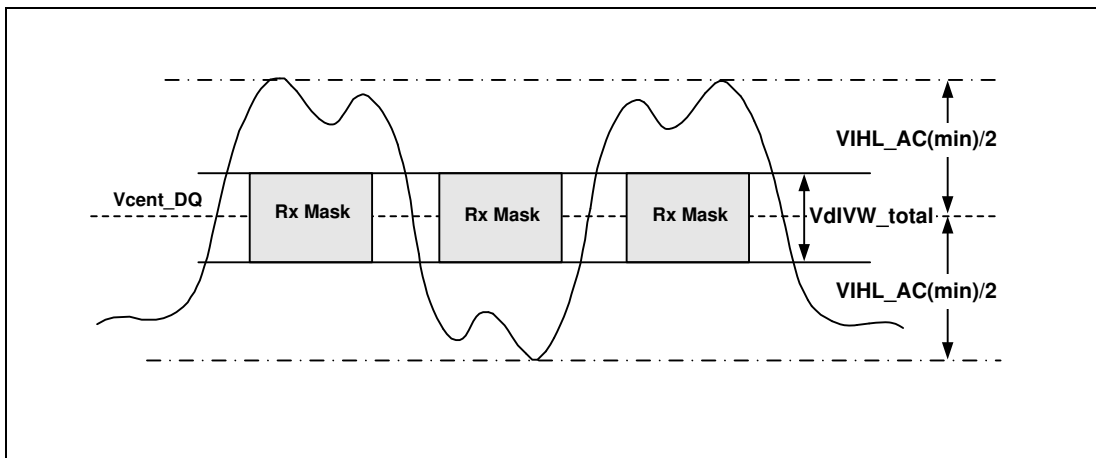 VIHL_AC(min)/2
Vcent_DQ
Rx Mask
Rx Mask
Rx Mask
VdIVW_total
VIHL_AC(min)/2